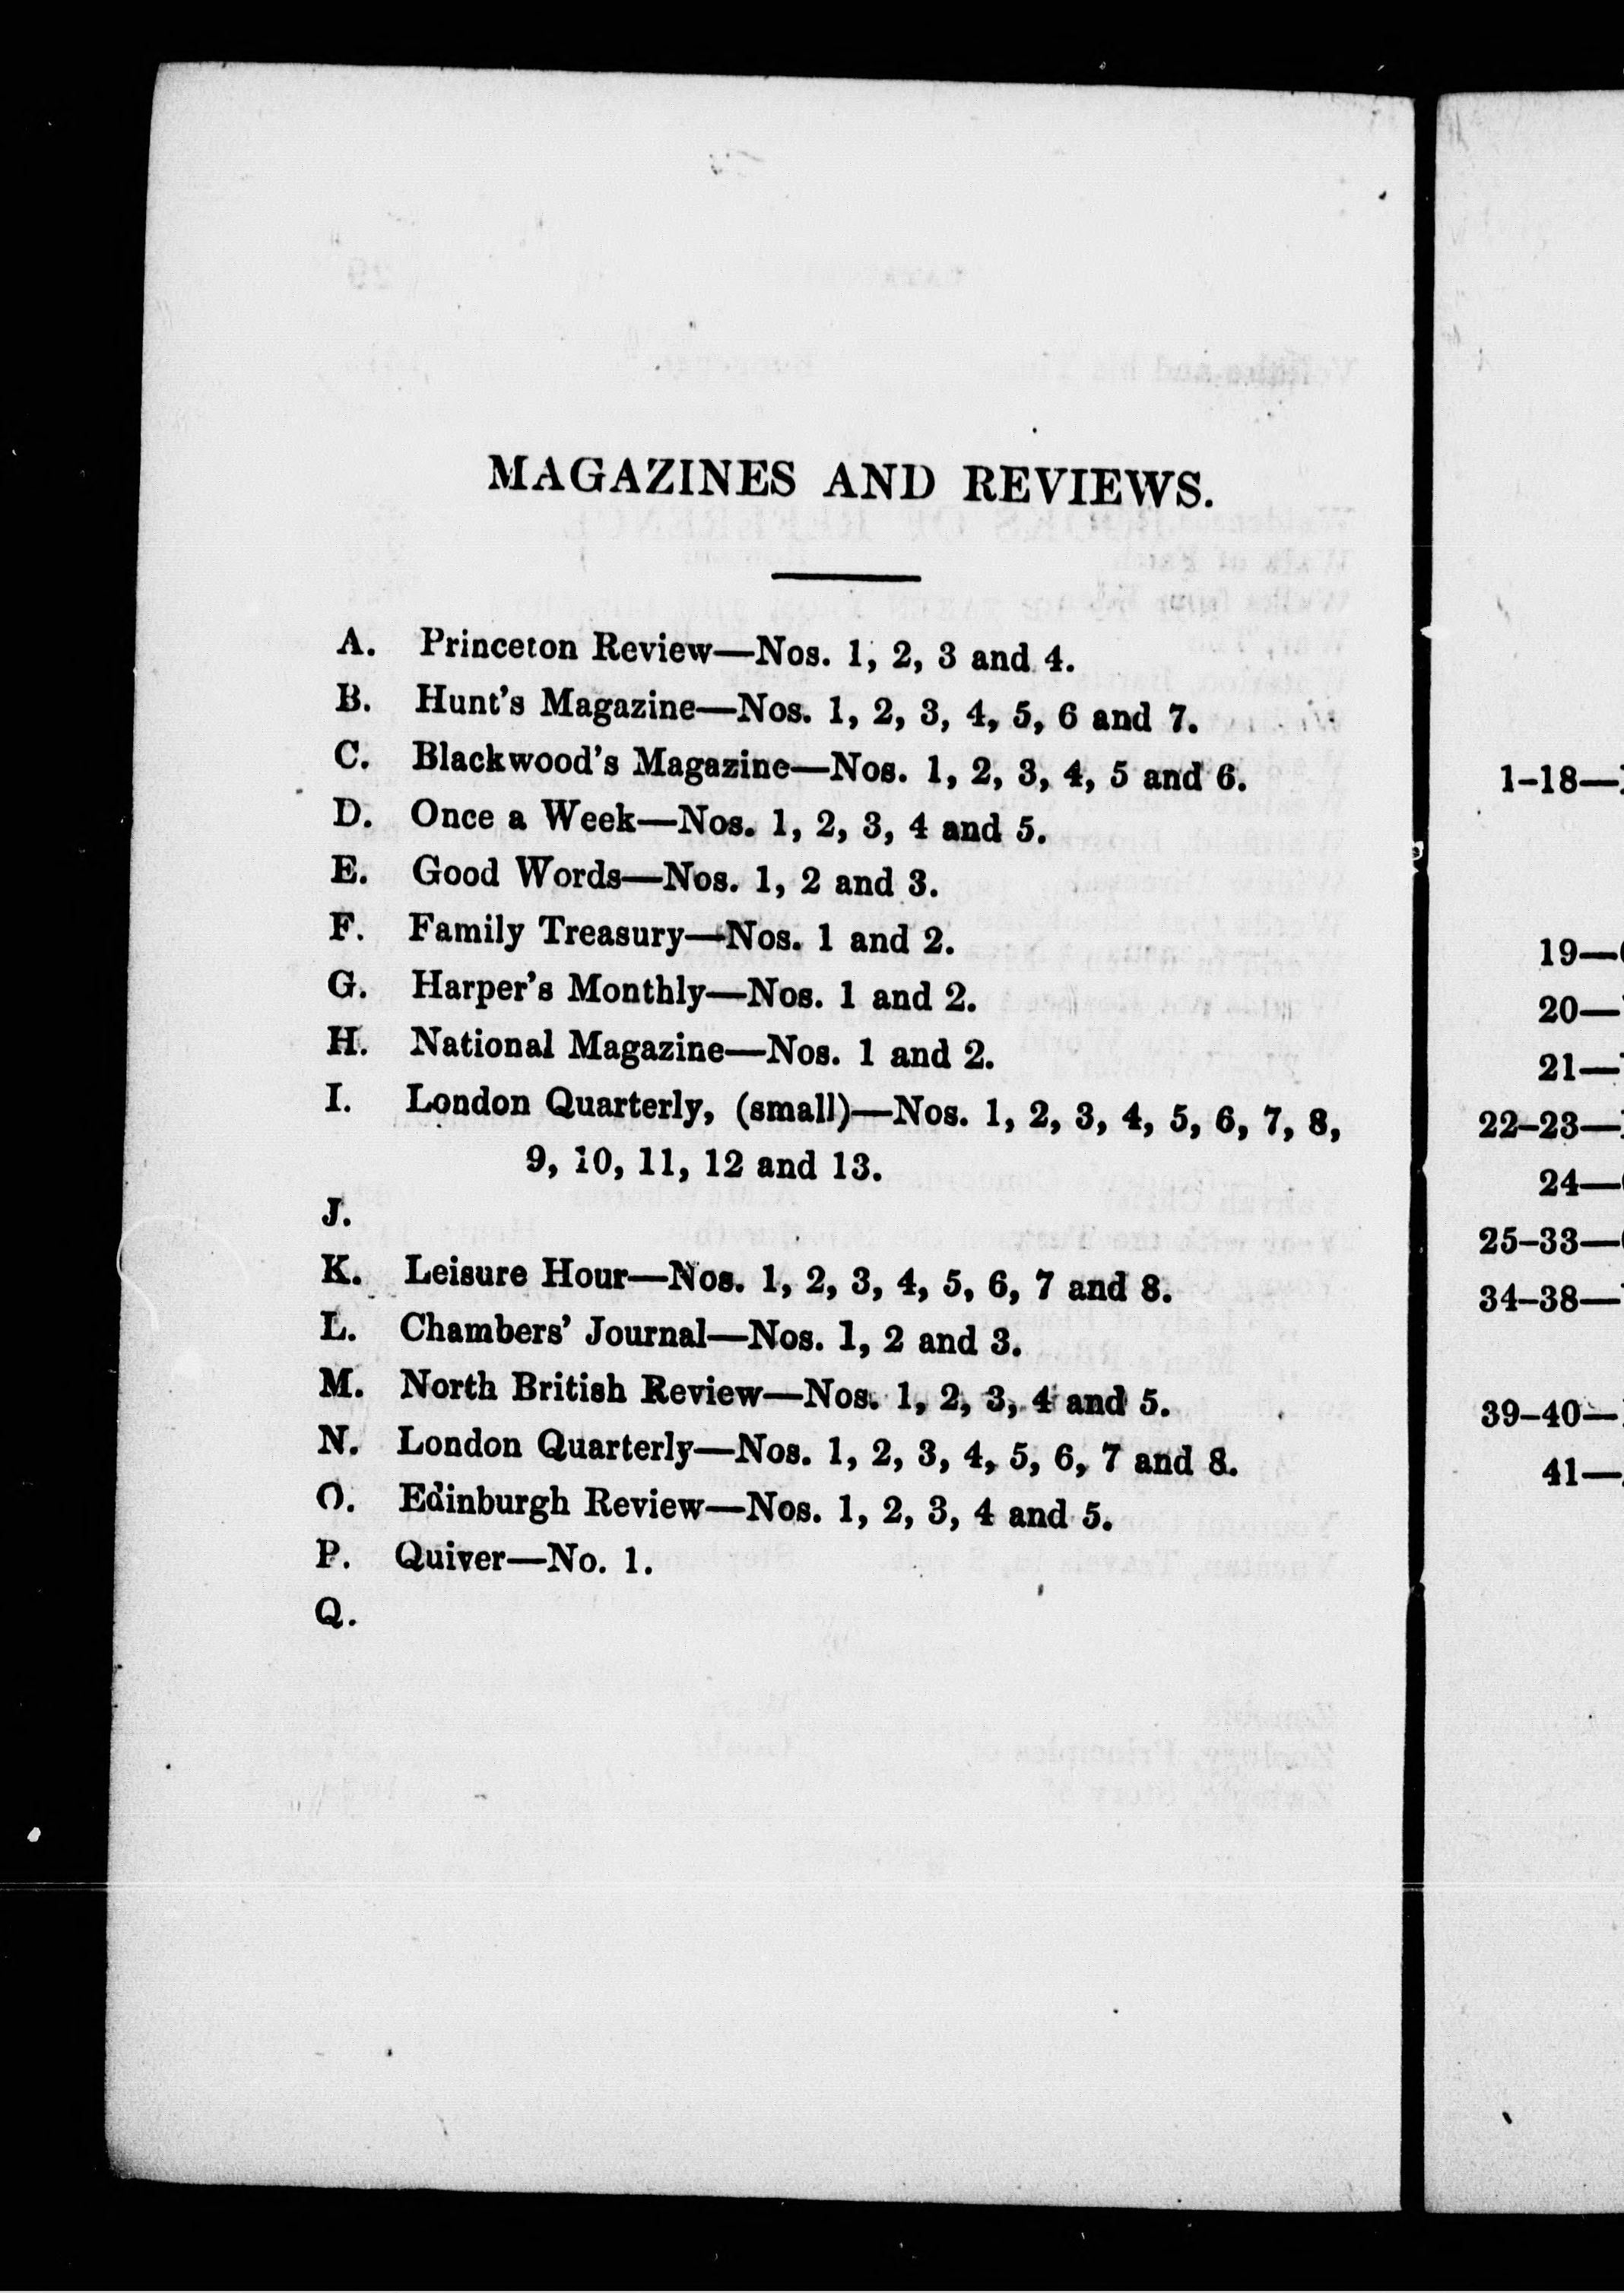 MAGAZINES AND REVIEWS.
A. Princeton Review—Nos. 1, 2, 3 and 4.
B. Hunt's Magazine—Nos. 1, 2, 3, 4, 5, 6 and 7.
C. Blackwood's Magazine—Nos. 1, 2, 3, 4, 5 and 6.
D. Once a Week—Nos. 1, 2, 3, 4 and 5.
E. Good Words—Nos. 1, 2 and 3.
F. Family Treasury—Nos. 1 and 2.
G. Harper's Monthly—Nos. 1 and 2.
H. National Magazine—Nos. 1 and 2.
I. London Quarterly, (small)—Nos. 1, 2, 3, 4, 5, 6, 7, 8,
9, 10, 11, 12 and 13.
J.
K. Leisure Hour—Nos. 1, 2, 3, 4, 5, 6, 7 and 8.
L. Chambers' Journal—Nos. 1, 2 and 3.
M. North British Review—Nos. 1, 2, 3, 4 and 5.
N. London Quarterly—Nos. 1, 2, 3, 4, 5, 6, 7 and 8.
O. Edinburgh Review—Nos. 1, 2, 3, 4 and 5.
P. Quiver—No. 1.
Q.
1-18—
19—
20—
21—
22-23—
24—
25-33—
34-38—
39-40—
41—